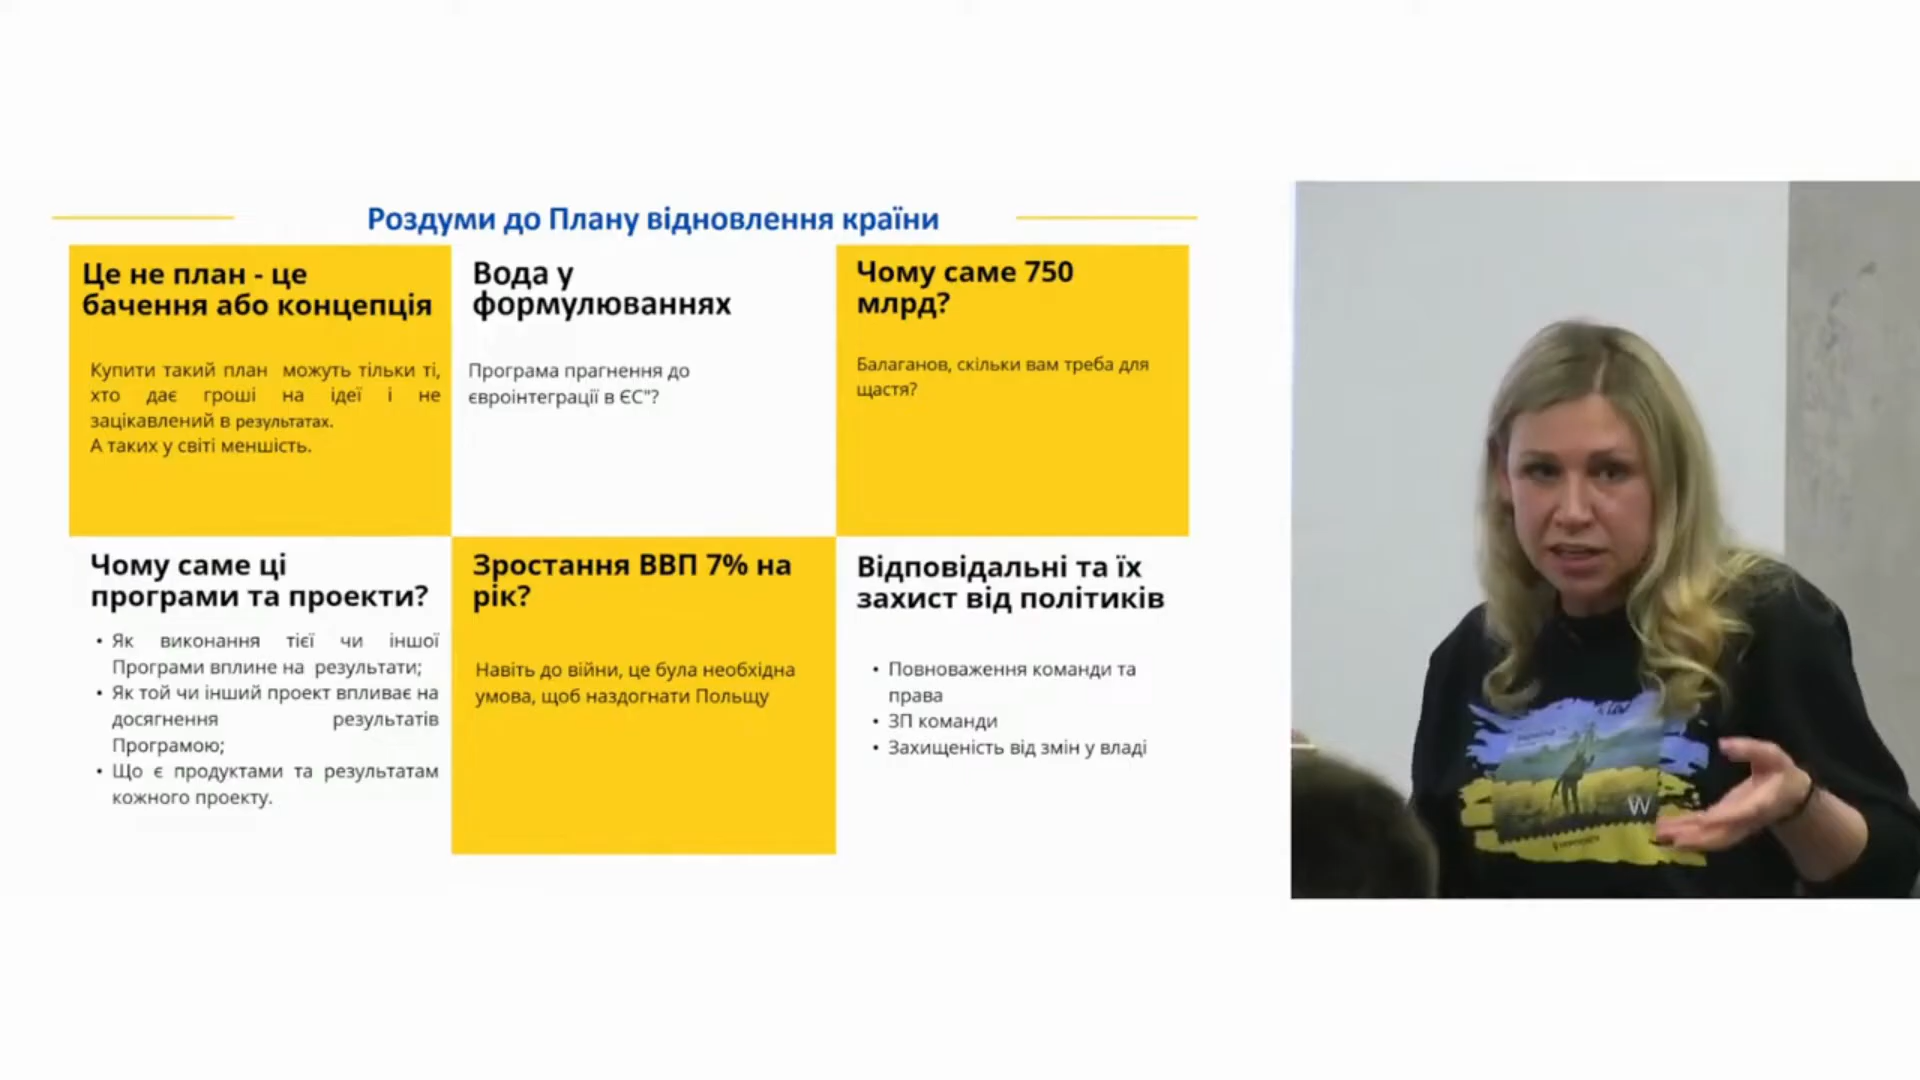 Роздуми до Плану відновлення країни
Це не план - це
бачення або концепція
Купити такий план можуть тільки ті,
хто дає гроші на ідеї і не
зацікавлений в результатах.
А таких у світі меншість.
Вода у
формулюваннях
Програма прагнення до
євроінтеграції в ЄС"?
Чому саме 750
млрд?
Балаганов, скільки вам треба для
щастя?
Чому саме ці
програми та проекти?
• Як виконання тієї чи іншої
Програми вплине на результати;
• Як той чи інший проект впливає на
досягнення результатів
Програмою;
• Що є продуктами та результатам
кожного проекту.
Зростання ВВП 7% на
рік?
Навіть до війни, це була необхідна
умова, щоб наздогнати Польщу
Відповідальні та їх
захист від політиків
• Повноваження команди та
права
• ЗП команди
• Захищеність від змін у владі
W